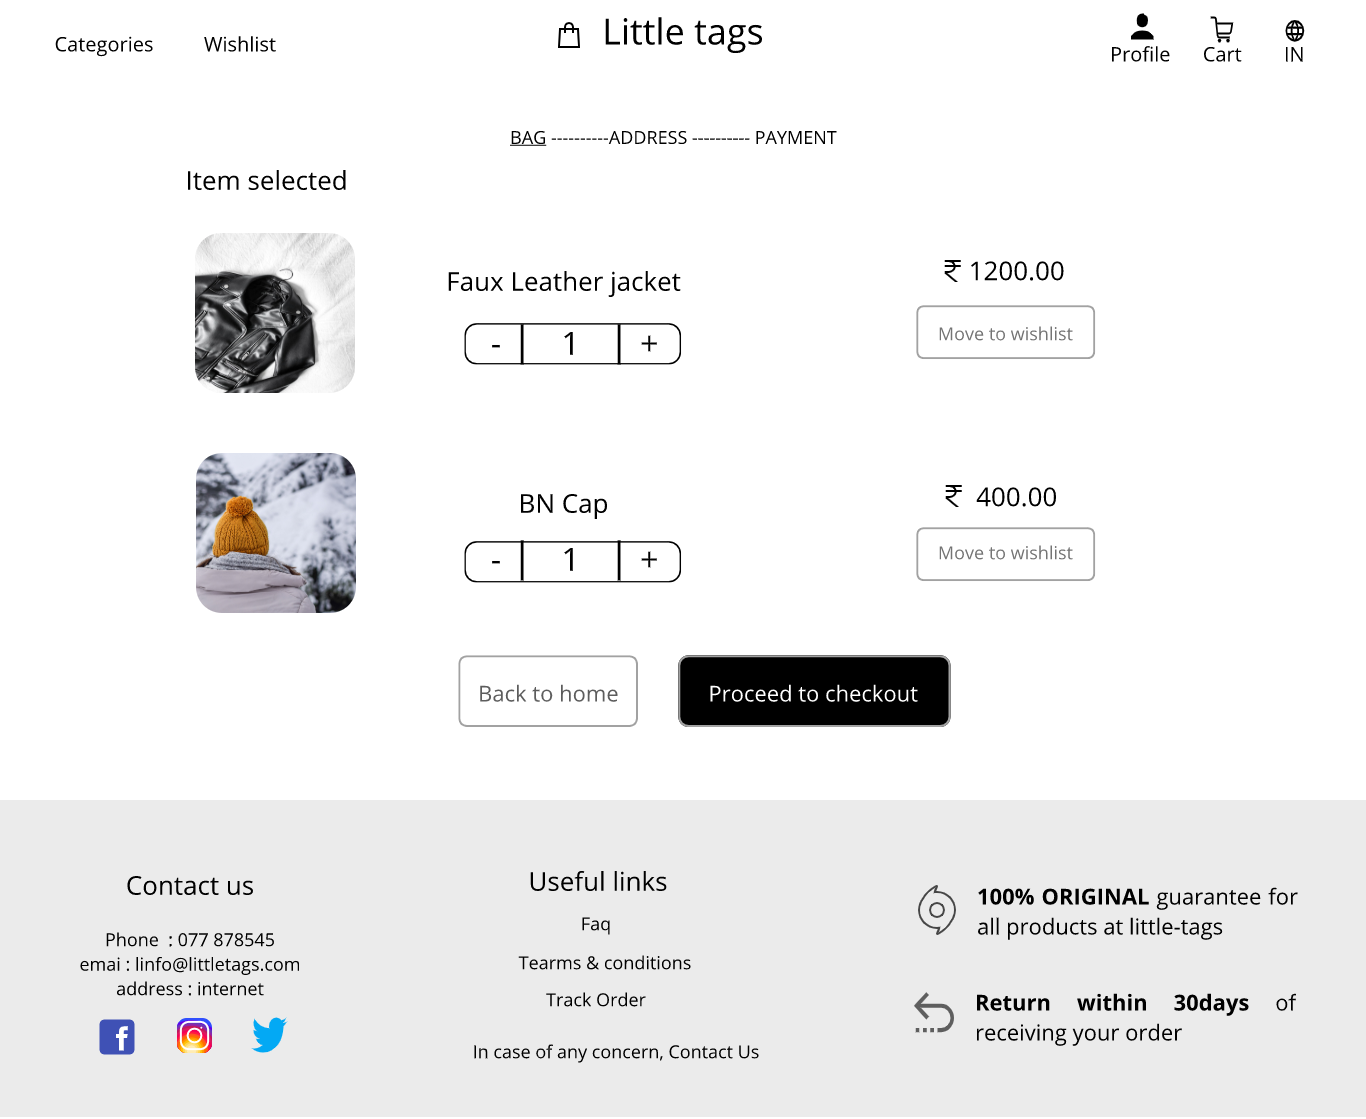 Categories
Wishlist
Little tags
Profile
Cart
IN
BAG ----------ADDRESS ---------- PAYMENT
Item selected
Faux Leather jacket
- 1 +
₹ 1200.00
Move to wishlist
BN Cap
- 1 +
₹ 400.00
Move to wishlist
Back to home
Proceed to checkout
Contact us
Phone : 077 878545
emai : linfo@littletags.com
address : internet
Useful links
Faq
Tearms & conditions
Track Order
In case of any concern, Contact Us
100% ORIGINAL guarantee for
all products at little-tags
Return within 30days of
receiving your order